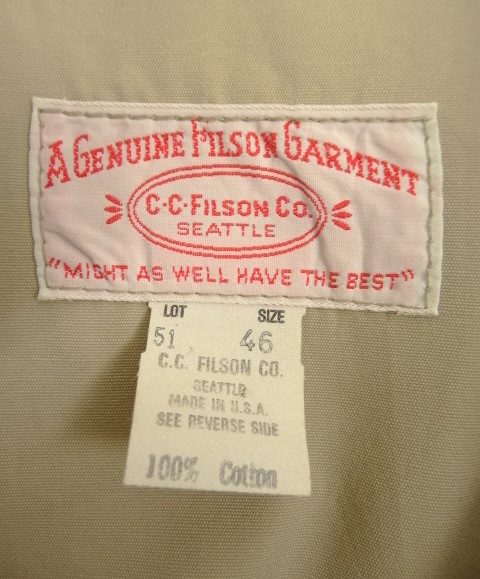 A GENUINE FILSON GARMENT
C·C·FILSON CO.
SEATTLE
"MIGHT AS WELL HAVE THE BEST"
LOT SIZE
51 46
C.C. FILSON CO.
SEATTLE
MADE IN U.S.A.
SEE REVERSE SIDE
100% Cotton